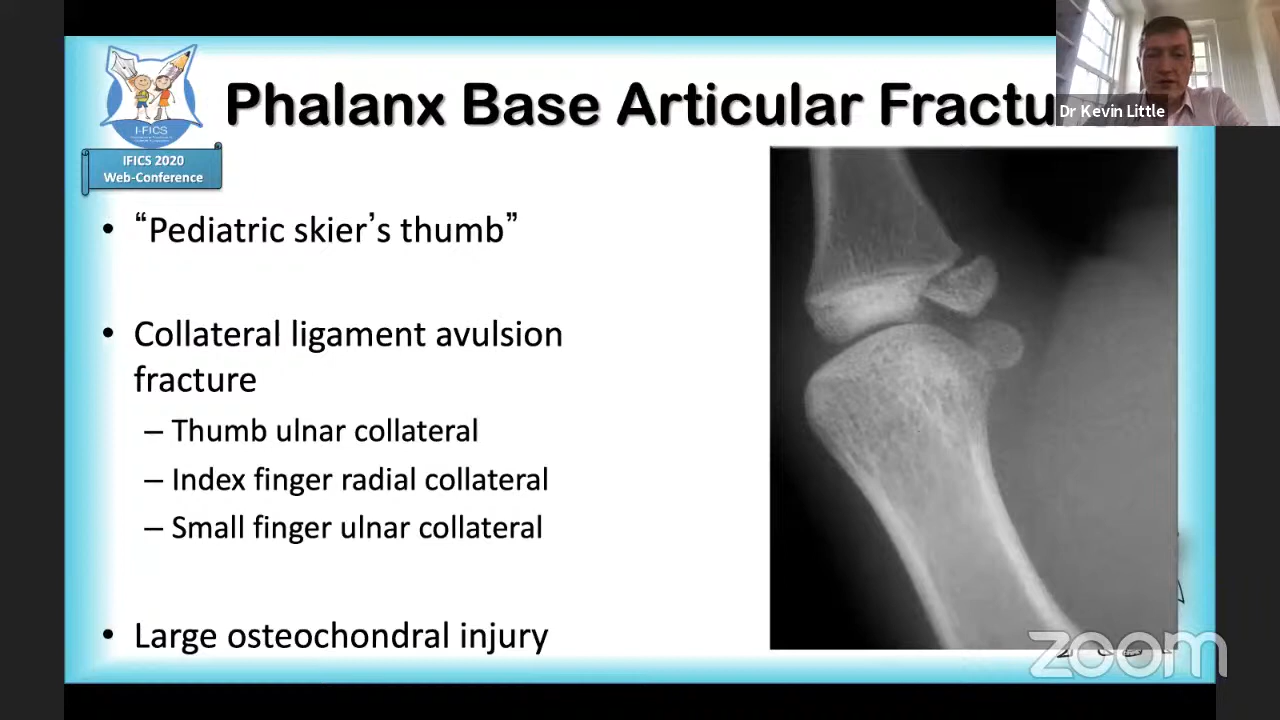 Phalanx Base Articular
Dr Kevin Little
I-FICS
IFICS 2020
Web-Conference
• “Pediatric skier’s thumb”
• Collateral ligament avulsion
fracture
– Thumb ulnar collateral
– Index finger radial collateral
– Small finger ulnar collateral
• Large osteochondral injury
zoom